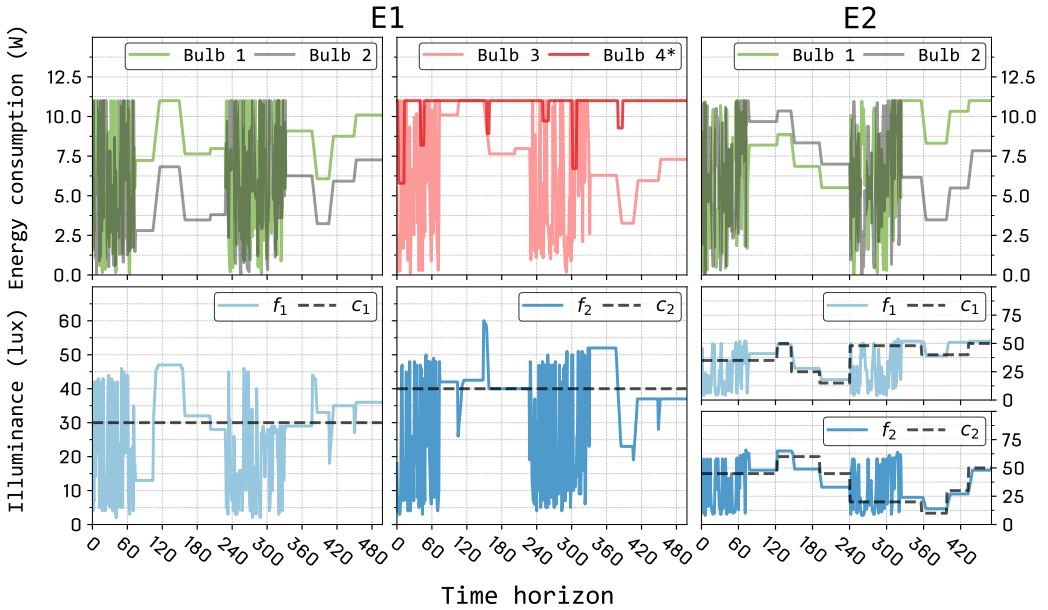 E1
E2
Energy consumption (W)
Bulb 1 Bulb 2
Bulb 3 Bulb 4*
Bulb 1 Bulb 2
12.5
10.0
7.5
5.0
2.5
0.0
12.5
10.0
7.5
5.0
2.5
0.0
Illuminance (lux)
f1 c1
f2 c2
f1 c1
f2 c2
60
50
40
30
20
10
0
75
50
25
0
75
50
25
0
0 60 120 180 240 300 360 420 480
0 60 120 180 240 300 360 420 480
0 60 120 180 240 300 360 420
Time horizon